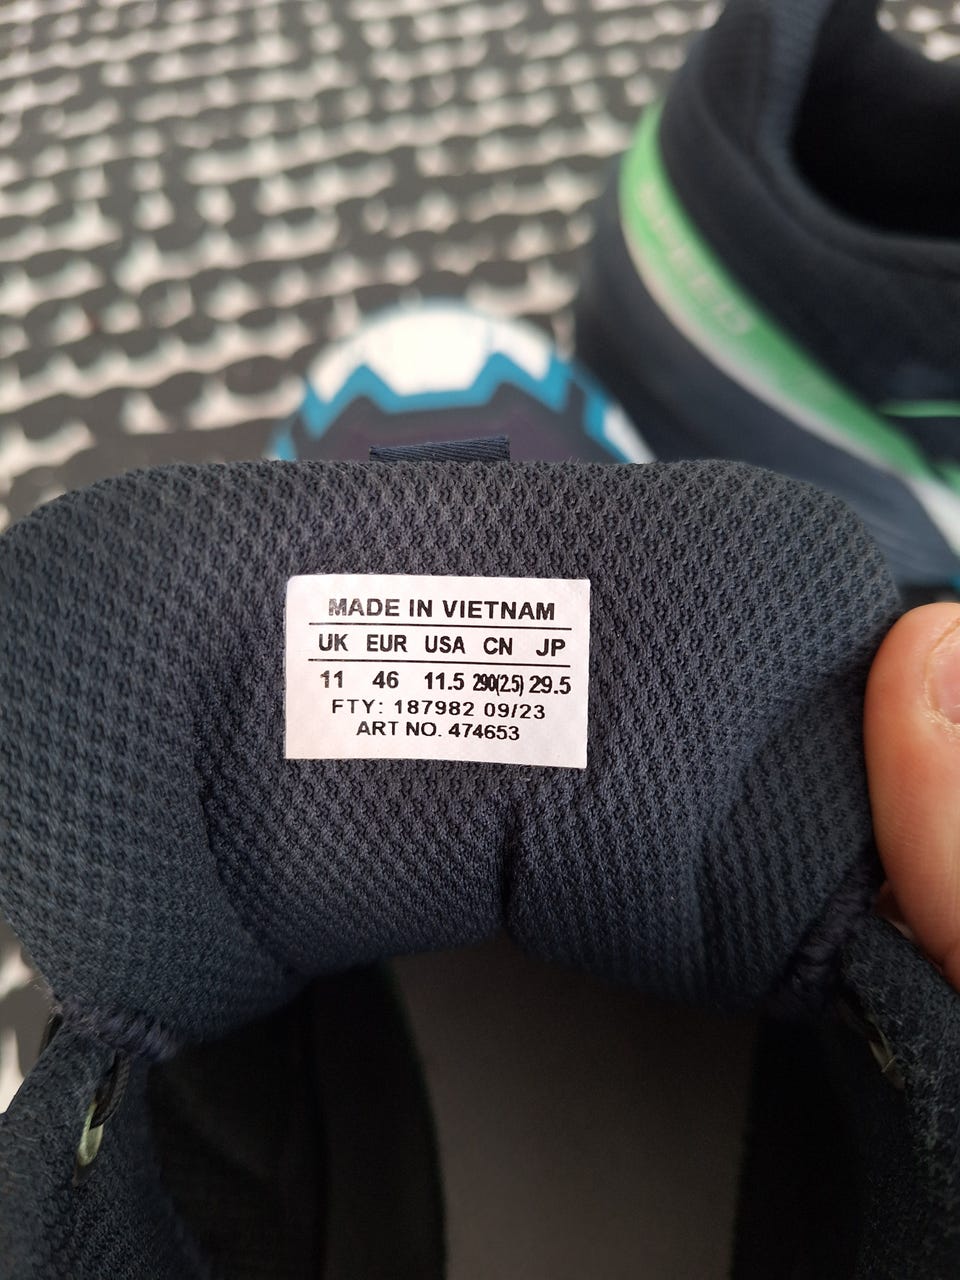 SPEED
MADE IN VIETNAM
UK EUR USA CN JP
11 46 11.5 290(2.5) 29.5
FTY: 187982 09/23
ART NO. 474653